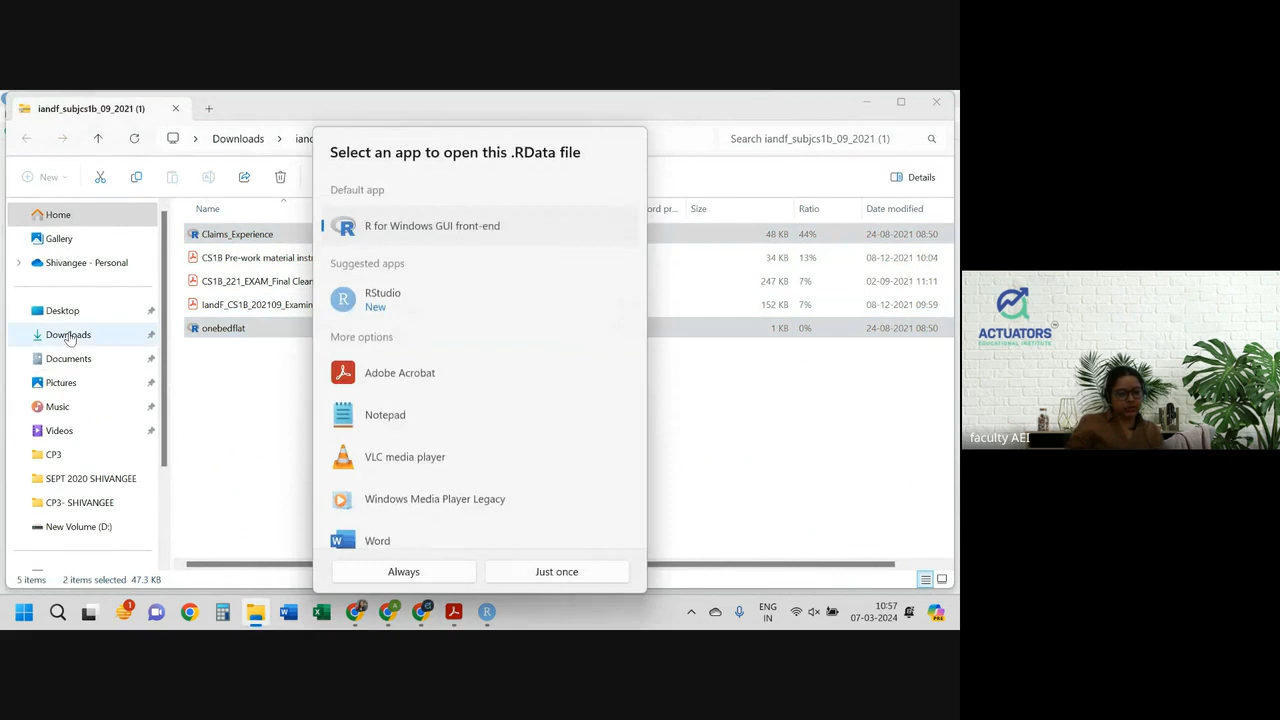 iandf_subjcs1b_09_2021 (1)
Downloads
Search iandf_subjcs1b_09_2021 (1)
New
Details
Select an app to open this .RData file
Default app
R for Windows GUI front-end
Suggested apps
RStudio
New
More options
Adobe Acrobat
Notepad
VLC media player
Windows Media Player Legacy
Word
Always
Just once
Name
Size
Ratio
Date modified
Claims_Experience
48 KB
44%
24-08-2021 08:50
CS1B Pre-work material
34 KB
13%
08-12-2021 10:04
CS1B_221_EXAM_Final
247 KB
7%
02-09-2021 11:11
152 KB
7%
08-12-2021 09:59
onebedflat
1 KB
0%
24-08-2021 08:50
Home
Gallery
Shivangee - Personal
Desktop
Downloads
Documents
Pictures
Music
Videos
CP3
SEPT 2020 SHIVANGEE
CP3- SHIVANGEE
New Volume (D:)
5 items
2 items selected
47.3 KB
ENG
IN
10:57
07-03-2024
ACTUATORS
EDUCATIONAL INSTITUTE
faculty AEI